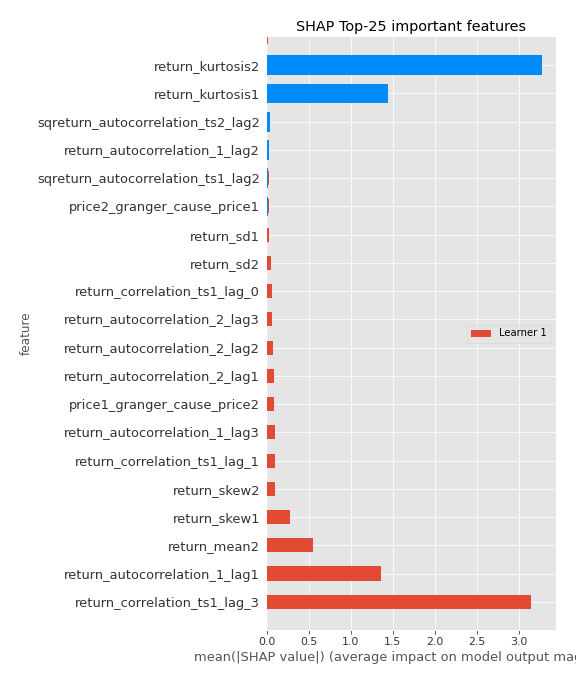 SHAP Top-25 important features
return_kurtosis2
return_kurtosis1
sqreturn_autocorrelation_ts2_lag2
return_autocorrelation_1_lag2
sqreturn_autocorrelation_ts1_lag2
price2_granger_cause_price1
return_sd1
return_sd2
return_correlation_ts1_lag_0
return_autocorrelation_2_lag3
return_autocorrelation_2_lag2
return_autocorrelation_2_lag1
price1_granger_cause_price2
return_autocorrelation_1_lag3
return_correlation_ts1_lag_1
return_skew2
return_skew1
return_mean2
return_autocorrelation_1_lag1
return_correlation_ts1_lag_3
feature
Learner 1
0.0 0.5 1.0 1.5 2.0 2.5 3.0
mean(|SHAP value|) (average impact on model output mag